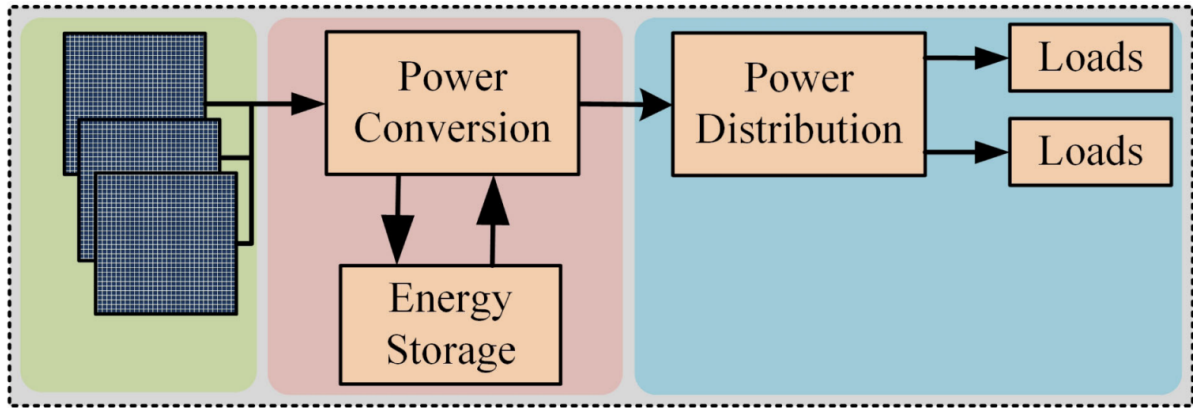 Power
Conversion
Energy
Storage
Power
Distribution
Loads
Loads